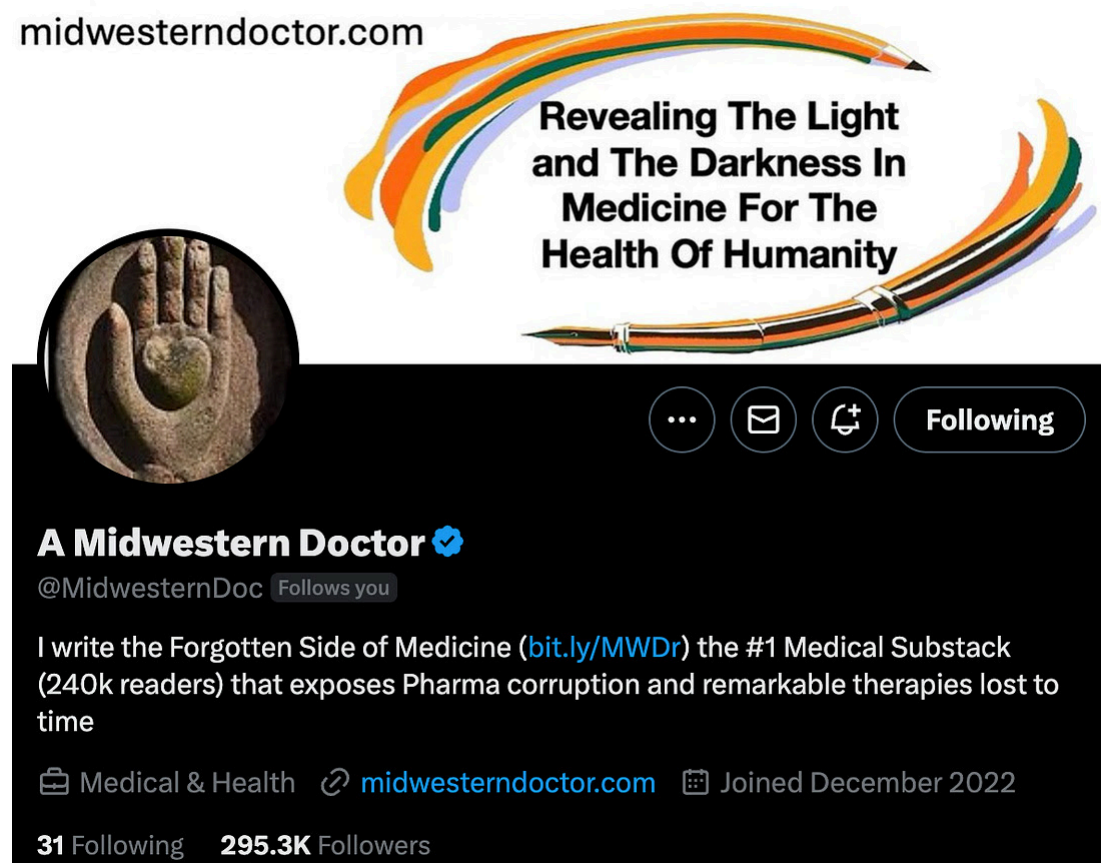 midwesterndoctor.com
Revealing The Light
and The Darkness In
Medicine For The
Health Of Humanity
Following
A Midwestern Doctor
@MidwesternDoc Follows you
I write the Forgotten Side of Medicine (bit.ly/MWDr) the #1 Medical Substack
(240k readers) that exposes Pharma corruption and remarkable therapies lost to
time
Medical & Health midwesterndoctor.com Joined December 2022
31 Following 295.3K Followers